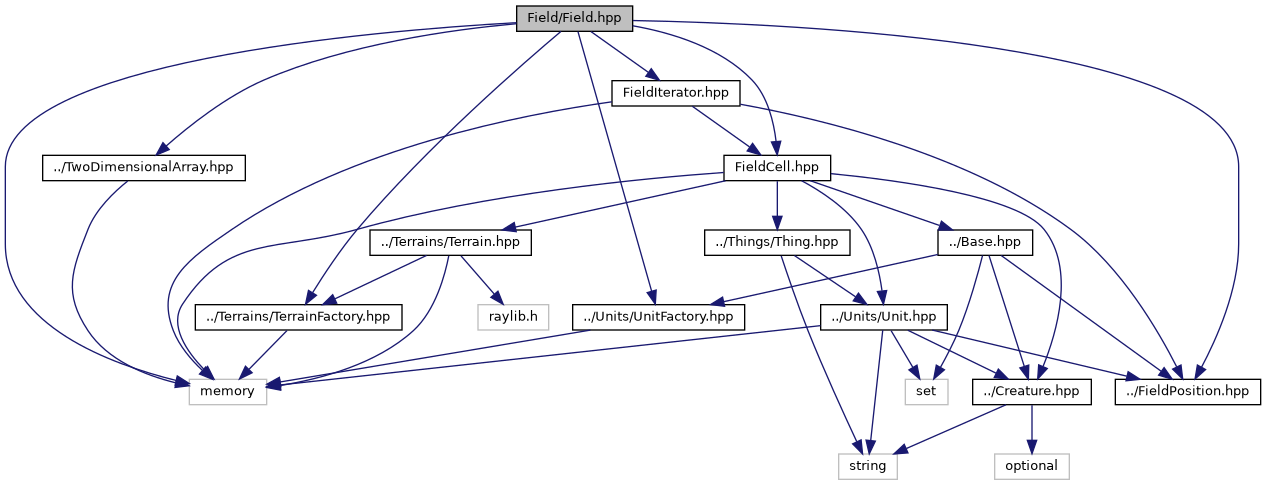 Field/Field.hpp
FieldIterator.hpp
../TwoDimensionalArray.hpp
FieldCell.hpp
../Terrains/Terrain.hpp
../Things/Thing.hpp
../Base.hpp
../Terrains/TerrainFactory.hpp
raylib.h
../Units/UnitFactory.hpp
../Units/Unit.hpp
memory
set
../Creature.hpp
../FieldPosition.hpp
string
optional